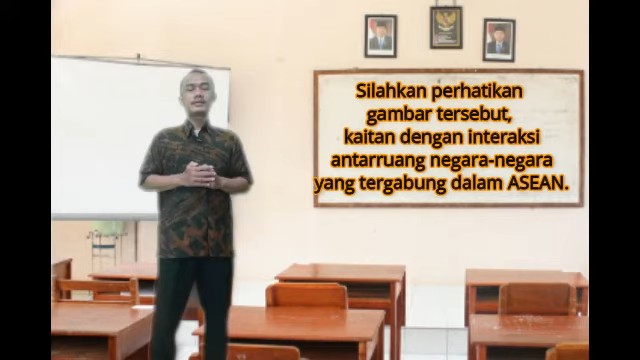 Silahkan perhatikan
gambar tersebut,
kaitan dengan interaksi
antarruang negara-negara
yang tergabung dalam ASEAN.